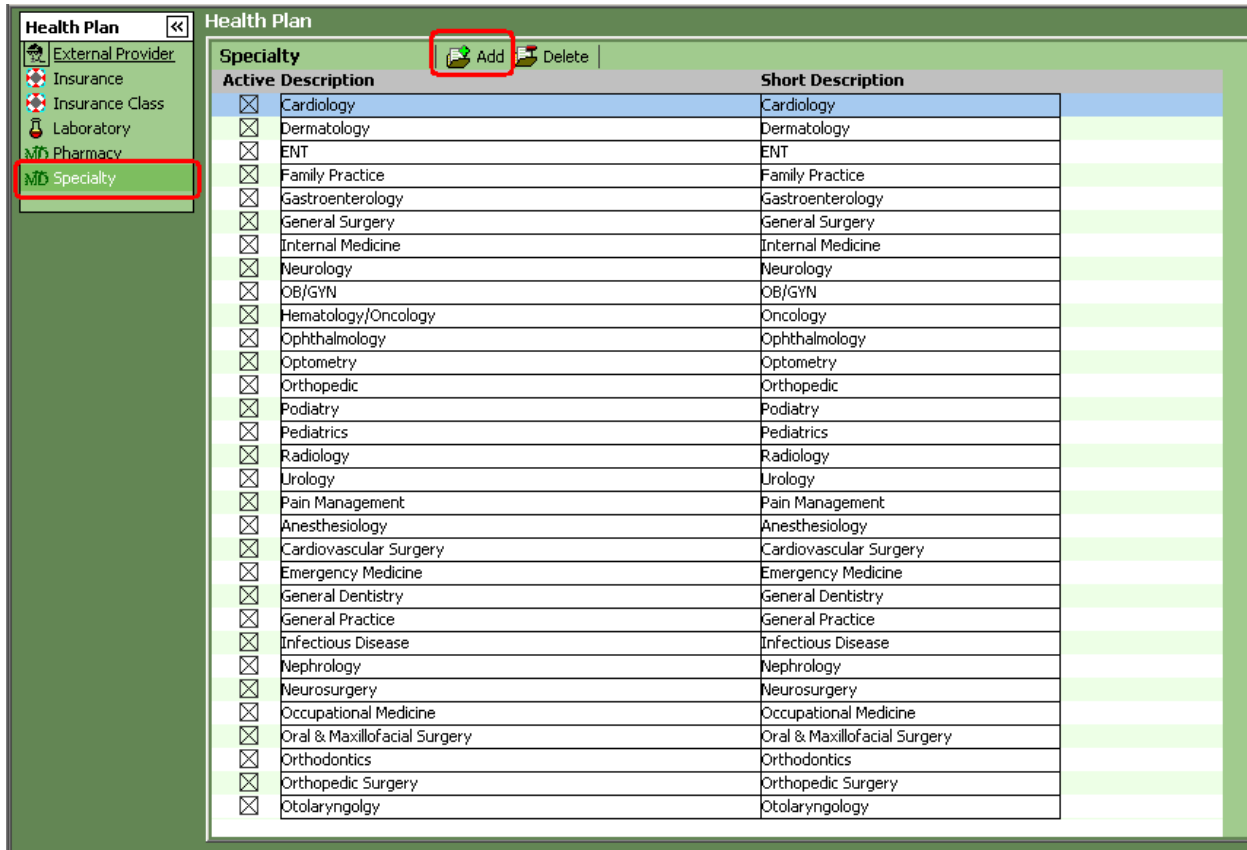 Health Plan «
External Provider
Insurance
Insurance Class
Laboratory
MD Pharmacy
MD Specialty
Health Plan
Specialty Add Delete
Active Description Short Description
Cardiology Cardiology
Dermatology Dermatology
ENT ENT
Family Practice Family Practice
Gastroenterology Gastroenterology
General Surgery General Surgery
Internal Medicine Internal Medicine
Neurology Neurology
OB/GYN OB/GYN
Hematology/Oncology Oncology
Ophthalmology Ophthalmology
Optometry Optometry
Orthopedic Orthopedic
Podiatry Podiatry
Pediatrics Pediatrics
Radiology Radiology
Urology Urology
Pain Management Pain Management
Anesthesiology Anesthesiology
Cardiovascular Surgery Cardiovascular Surgery
Emergency Medicine Emergency Medicine
General Dentistry General Dentistry
General Practice General Practice
Infectious Disease Infectious Disease
Nephrology Nephrology
Neurosurgery Neurosurgery
Occupational Medicine Occupational Medicine
Oral & Maxillofacial Surgery Oral & Maxillofacial Surgery
Orthodontics Orthodontics
Orthopedic Surgery Orthopedic Surgery
Otolaryngolgy Otolaryngology